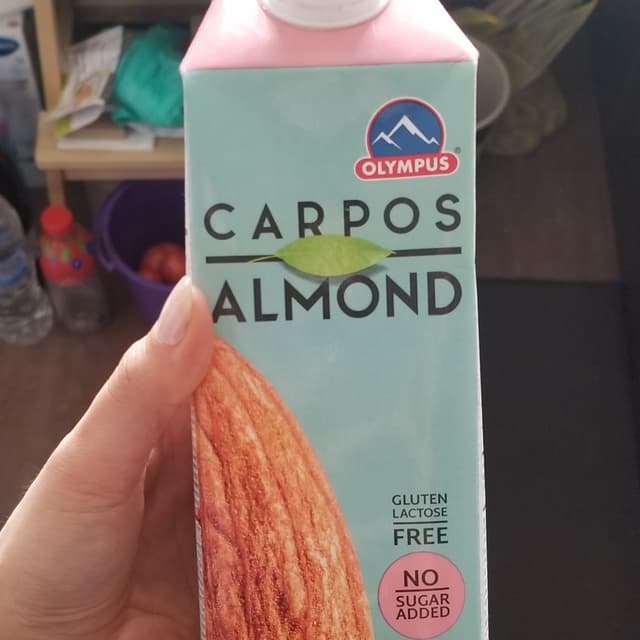 OLYMPUS
CARPOS
ALMOND
GLUTEN
LACTOSE
FREE
NO
SUGAR
ADDED